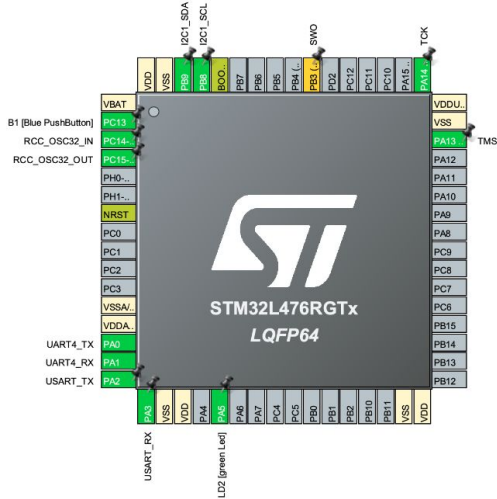 I2C1_SDA
I2C1_SCL
SWO
TCK
VDD
VSS
PB9
PB8
BOO..
PB7
PB6
PB5
PB4 (..
PB3 (..
PD2
PC12
PC11
PC10
PA15 ..
PA14 ..
VBAT
B1 [Blue PushButton]
PC13
RCC_OSC32_IN
PC14-..
RCC_OSC32_OUT
PC15-..
PH0-..
PH1-..
NRST
PC0
PC1
PC2
PC3
VSSA/..
VDDA..
UART4_TX
PA0
UART4_RX
PA1
USART_TX
PA2
ST
STM32L476RGTx
LQFP64
VDDU..
VSS
PA13 ..
TMS
PA12
PA11
PA10
PA9
PA8
PC9
PC8
PC7
PC6
PB15
PB14
PB13
PB12
PA3
VSS
VDD
PA4
PA5
PA6
PA7
PC4
PC5
PB0
PB1
PB2
PB10
PB11
VSS
VDD
USART_RX
LD2 [green Led]